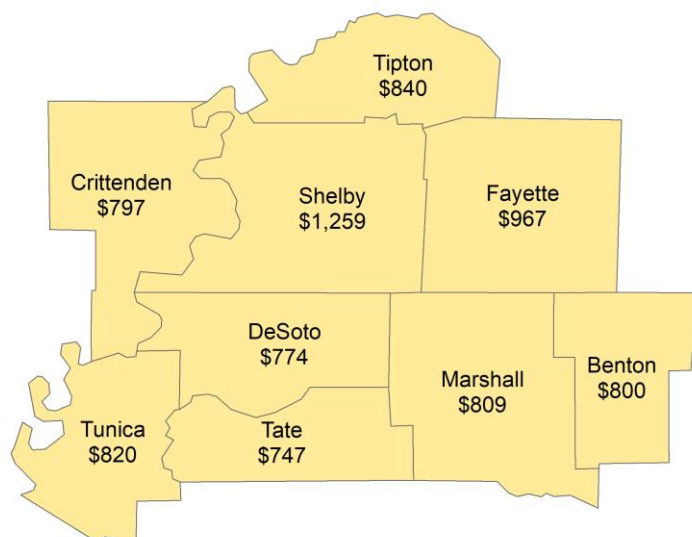 Tipton
$840
Crittenden
$797
Shelby
$1,259
Fayette
$967
DeSoto
$774
Marshall
$809
Benton
$800
Tunica
$820
Tate
$747